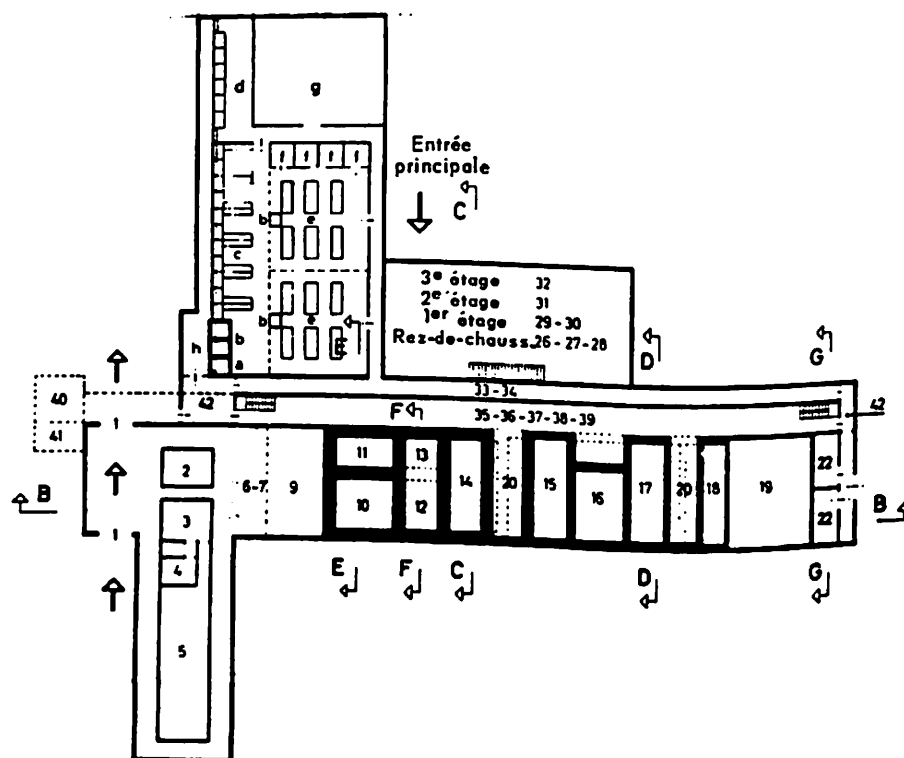 d
g
Entrée
principale
C
f f f f
b e
c
b e
E
h b
a
3e étage 32
2e étage 31
1er étage 29-30
Rez-de-chauss. 26-27-28
D
G
33-34
40
42
F
35-36-37-38-39
42
41
1
2
6-7
9
11
13
14
20
15
16
17
20
18
19
22
B
10
12
22
B
3
1
4
E
F
C
D
G
5